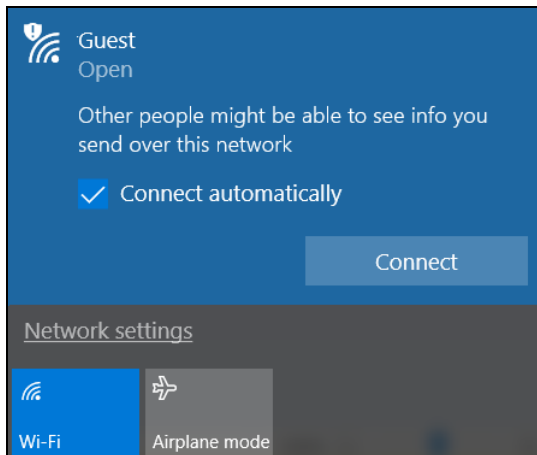 Guest
Open
Other people might be able to see info you
send over this network
Connect automatically
Connect
Network settings
Wi-Fi
Airplane mode